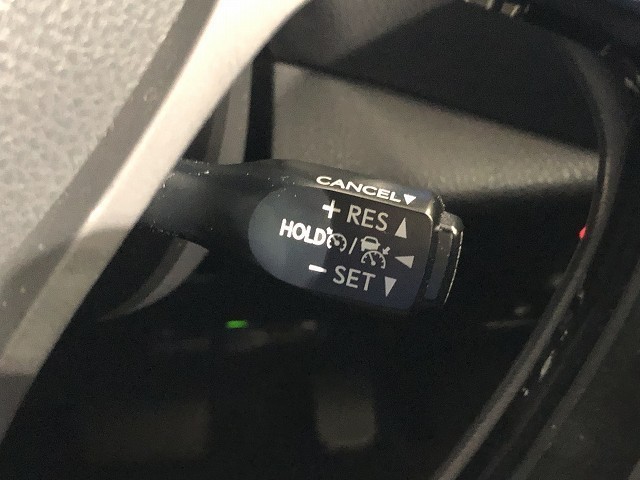 CANCEL▼
+ RES ▲
HOLD / ◀
- SET ▼